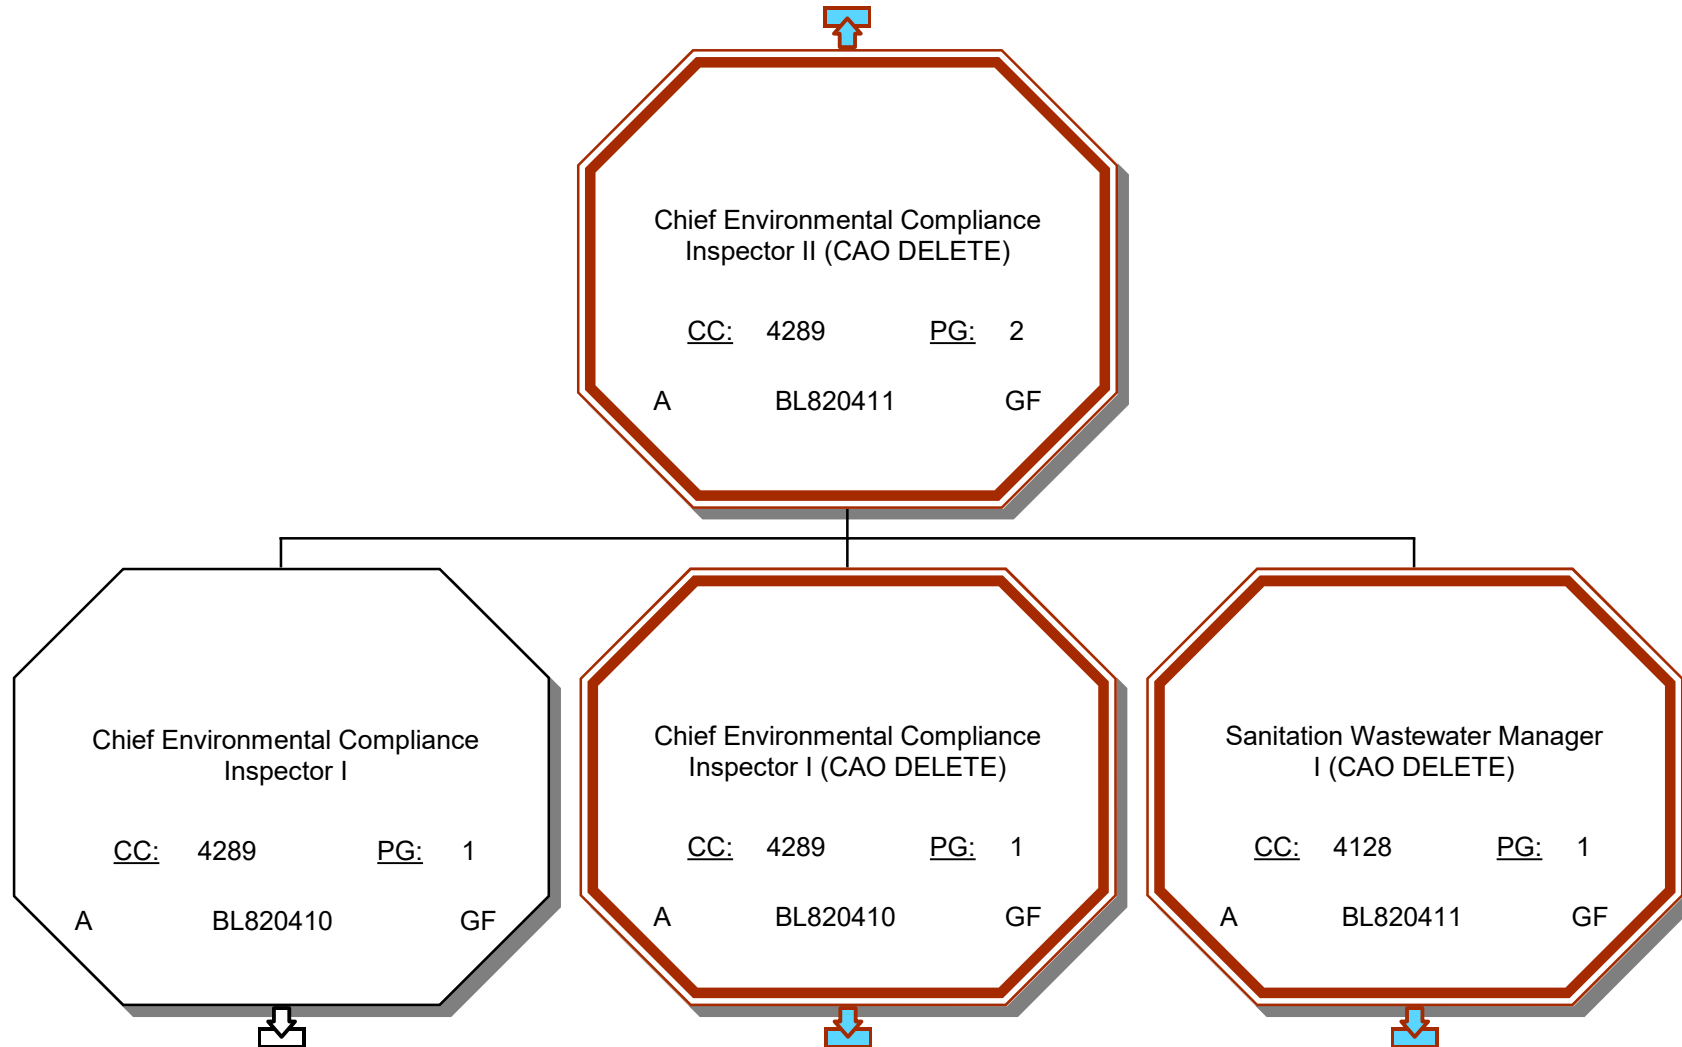 Chief Environmental Compliance
Inspector II (CAO DELETE)
CC: 4289 PG: 2
A BL820411 GF
Chief Environmental Compliance
Inspector I
CC: 4289 PG: 1
A BL820410 GF
Chief Environmental Compliance
Inspector I (CAO DELETE)
CC: 4289 PG: 1
A BL820410 GF
Sanitation Wastewater Manager
I (CAO DELETE)
CC: 4128 PG: 1
A BL820411 GF